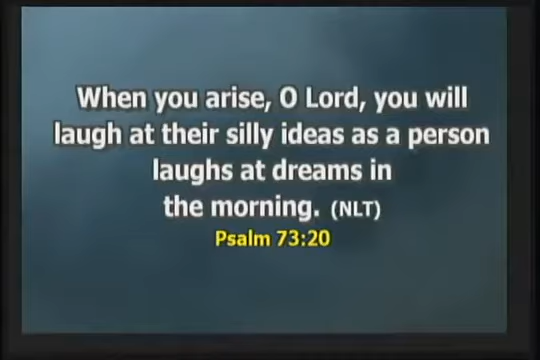 When you arise, O Lord, you will
laugh at their silly ideas as a person
laughs at dreams in
the morning. (NLT)
Psalm 73:20